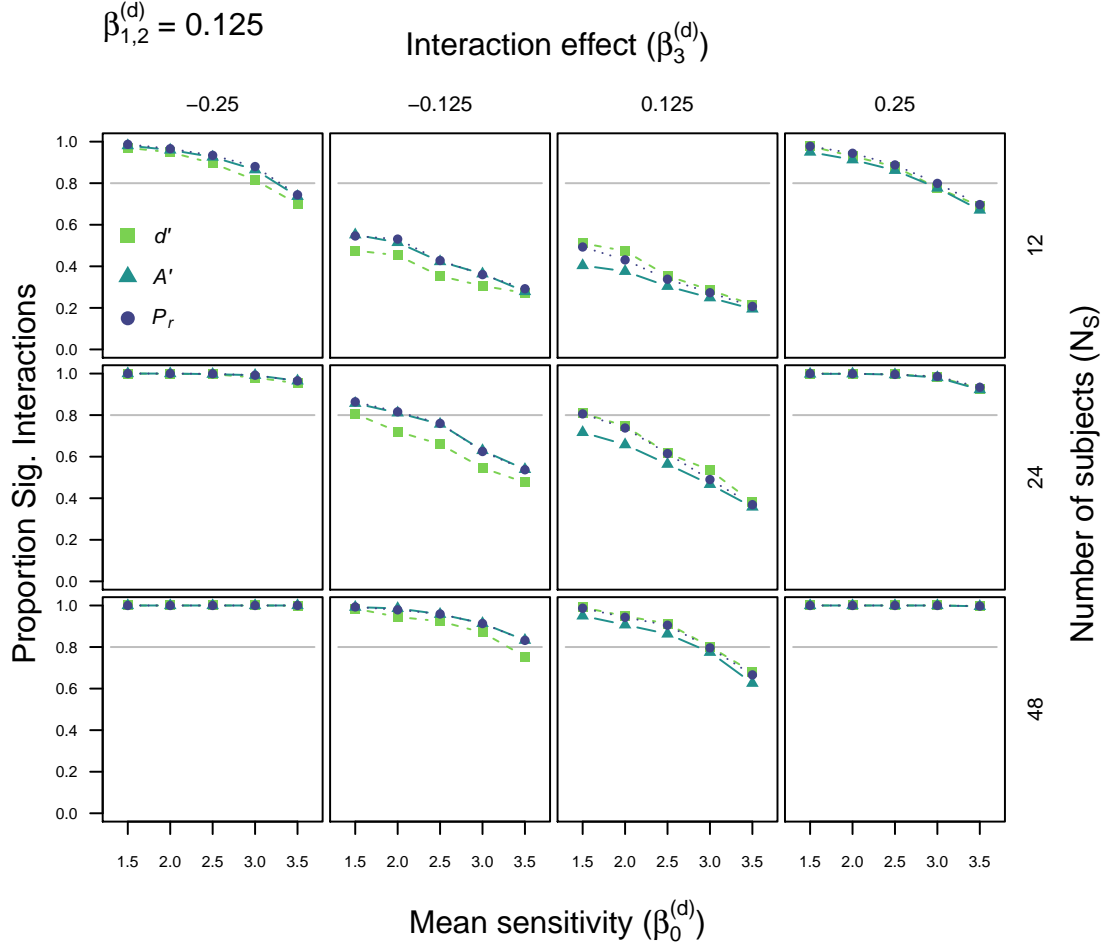 β₁,₂⁽ᵈ⁾ = 0.125
Interaction effect (β₃⁽ᵈ⁾)
−0.25 −0.125 0.125 0.25
1.0
0.8
0.6
0.4
0.2
0.0
d′
A′
Pᵣ
12
1.0
0.8
0.6
0.4
0.2
0.0
24
1.0
0.8
0.6
0.4
0.2
0.0
48
Proportion Sig. Interactions
Number of subjects (N_S)
1.5 2.0 2.5 3.0 3.5 1.5 2.0 2.5 3.0 3.5 1.5 2.0 2.5 3.0 3.5 1.5 2.0 2.5 3.0 3.5
Mean sensitivity (β₀⁽ᵈ⁾)